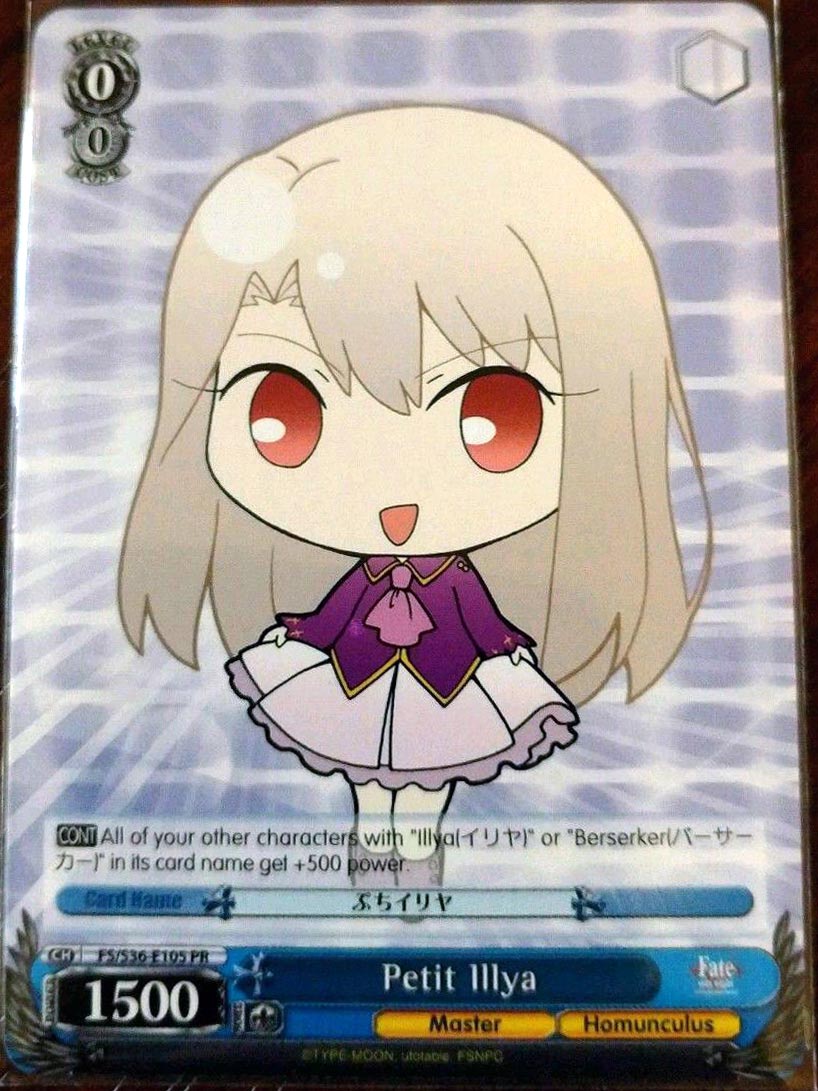 LEVEL
0
0
COST
CONT All of your other characters with "Illya(イリヤ)" or "Berserker(バーサー
カー)" in its card name get +500 power.
Card Name ぷちイリヤ
CH FS/S36-E105 PR
POWER 1500
Petit Illya
Fate
Master Homunculus
©TYPE-MOON, ufotable, FSNPC